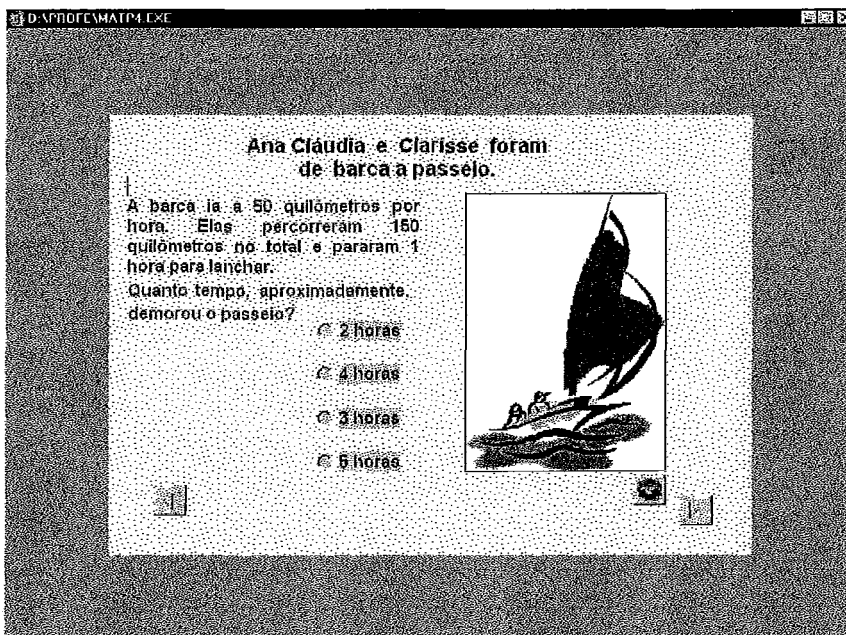 D:\PROFE\MATP4.EXE
Ana Cláudia e Clarisse foram
de barca a passeio.
A barca ia a 50 quilômetros por
hora. Elas percorreram 150
quilômetros no total e pararam 1
hora para lanchar.
Quanto tempo, aproximadamente,
demorou o passeio?
2 horas
4 horas
3 horas
5 horas